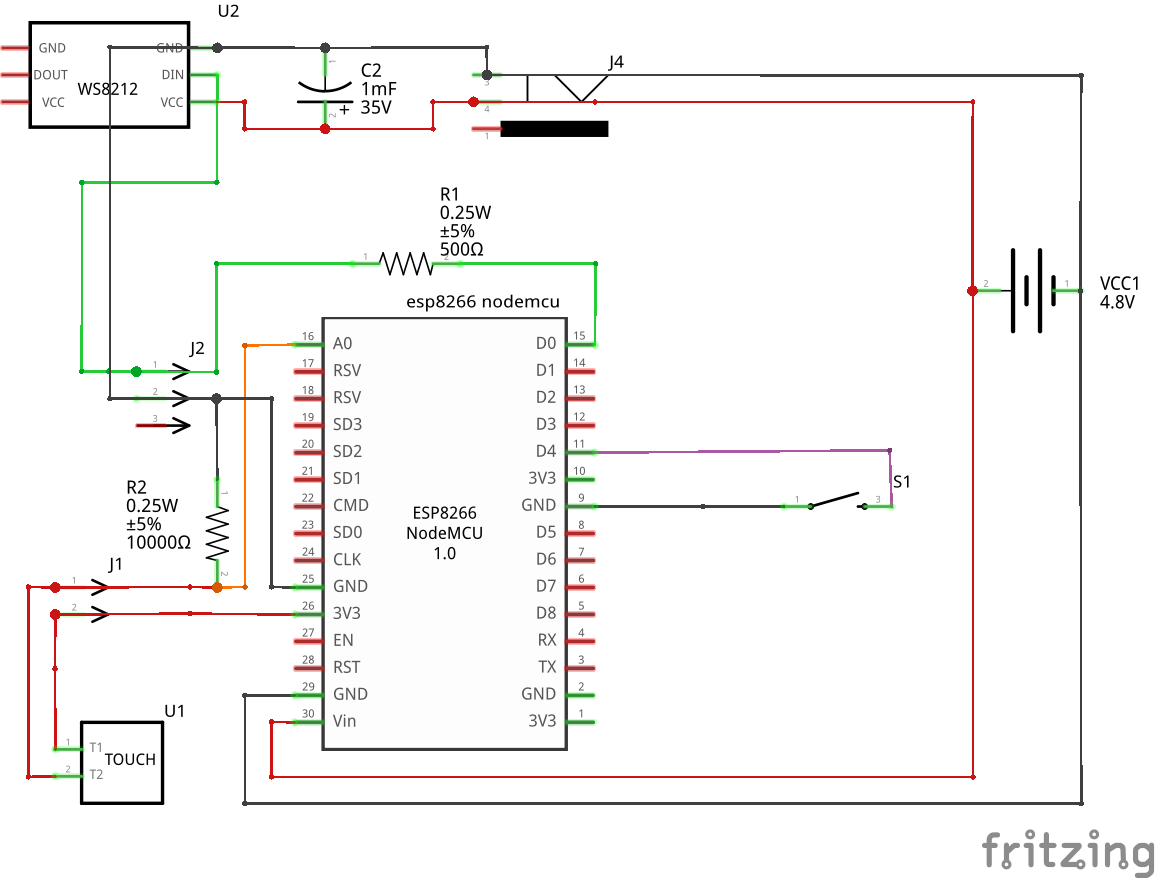 U2
GND
DOUT
VCC
WS8212
GND
DIN
VCC
1
C2
1mF
35V
+
2
J4
3
4
1
R1
0.25W
±5%
500Ω
1
2
esp8266 nodemcu
2
1
VCC1
4.8V
J2
1
2
3
16 A0
17 RSV
18 RSV
19 SD3
20 SD2
21 SD1
22 CMD
23 SD0
24 CLK
25 GND
26 3V3
27 EN
28 RST
29 GND
30 Vin
ESP8266
NodeMCU
1.0
D0 15
D1 14
D2 13
D3 12
D4 11
3V3 10
GND 9
D5 8
D6 7
D7 6
D8 5
RX 4
TX 3
GND 2
3V3 1
S1
1
3
R2
0.25W
±5%
10000Ω
1
2
J1
1
2
U1
1 T1
2 T2
TOUCH
fritzing